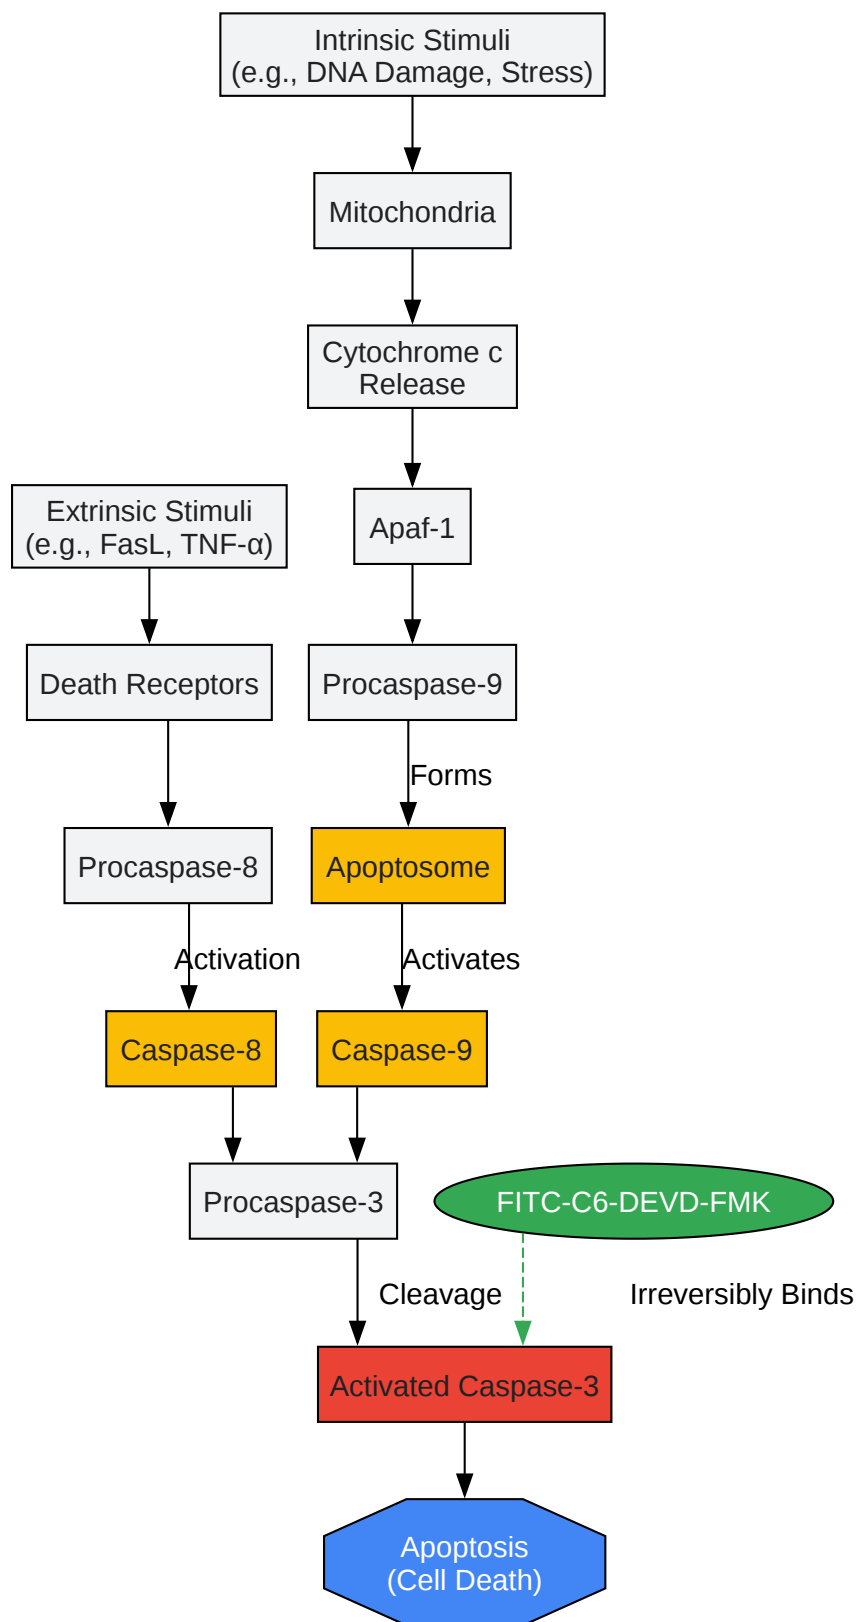 Intrinsic Stimuli
(e.g., DNA Damage, Stress)
Mitochondria
Cytochrome c
Release
Extrinsic Stimuli
(e.g., FasL, TNF-α)
Apaf-1
Death Receptors
Procaspase-9
Forms
Procaspase-8
Apoptosome
Activation
Activates
Caspase-8
Caspase-9
Procaspase-3
FITC-C6-DEVD-FMK
Cleavage
Irreversibly Binds
Activated Caspase-3
Apoptosis
(Cell Death)